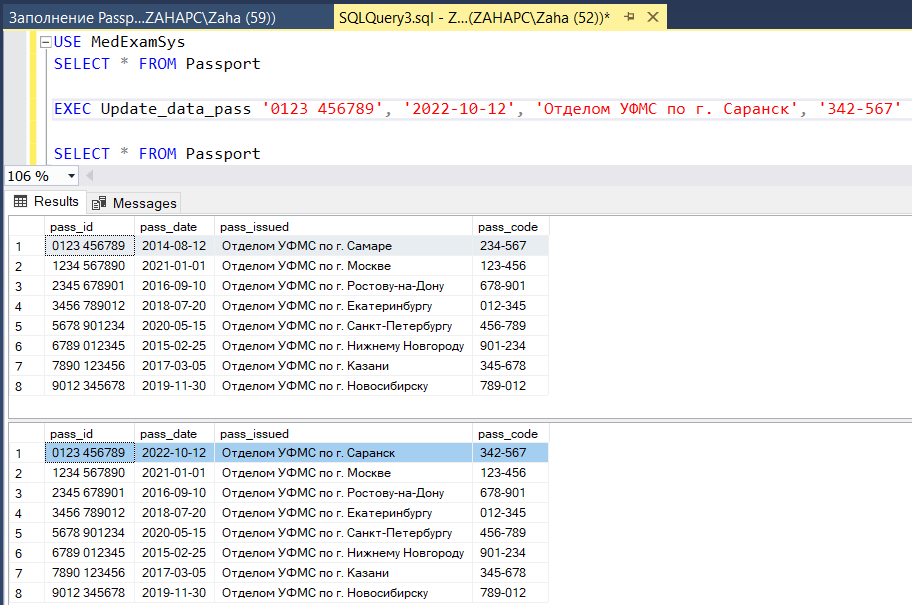 Заполнение Passp...ZAHAPC\Zaha (59)) SQLQuery3.sql - Z...(ZAHAPC\Zaha (52))*
USE MedExamSys
SELECT * FROM Passport
EXEC Update_data_pass '0123 456789', '2022-10-12', 'Отделом УФМС по г. Саранск', '342-567'
SELECT * FROM Passport
106 %
Results Messages
pass_id pass_date pass_issued pass_code
1 0123 456789 2014-08-12 Отделом УФМС по г. Самаре 234-567
2 1234 567890 2021-01-01 Отделом УФМС по г. Москве 123-456
3 2345 678901 2016-09-10 Отделом УФМС по г. Ростову-на-Дону 678-901
4 3456 789012 2018-07-20 Отделом УФМС по г. Екатеринбургу 012-345
5 5678 901234 2020-05-15 Отделом УФМС по г. Санкт-Петербургу 456-789
6 6789 012345 2015-02-25 Отделом УФМС по г. Нижнему Новгороду 901-234
7 7890 123456 2017-03-05 Отделом УФМС по г. Казани 345-678
8 9012 345678 2019-11-30 Отделом УФМС по г. Новосибирску 789-012
pass_id pass_date pass_issued pass_code
1 0123 456789 2022-10-12 Отделом УФМС по г. Саранск 342-567
2 1234 567890 2021-01-01 Отделом УФМС по г. Москве 123-456
3 2345 678901 2016-09-10 Отделом УФМС по г. Ростову-на-Дону 678-901
4 3456 789012 2018-07-20 Отделом УФМС по г. Екатеринбургу 012-345
5 5678 901234 2020-05-15 Отделом УФМС по г. Санкт-Петербургу 456-789
6 6789 012345 2015-02-25 Отделом УФМС по г. Нижнему Новгороду 901-234
7 7890 123456 2017-03-05 Отделом УФМС по г. Казани 345-678
8 9012 345678 2019-11-30 Отделом УФМС по г. Новосибирску 789-012